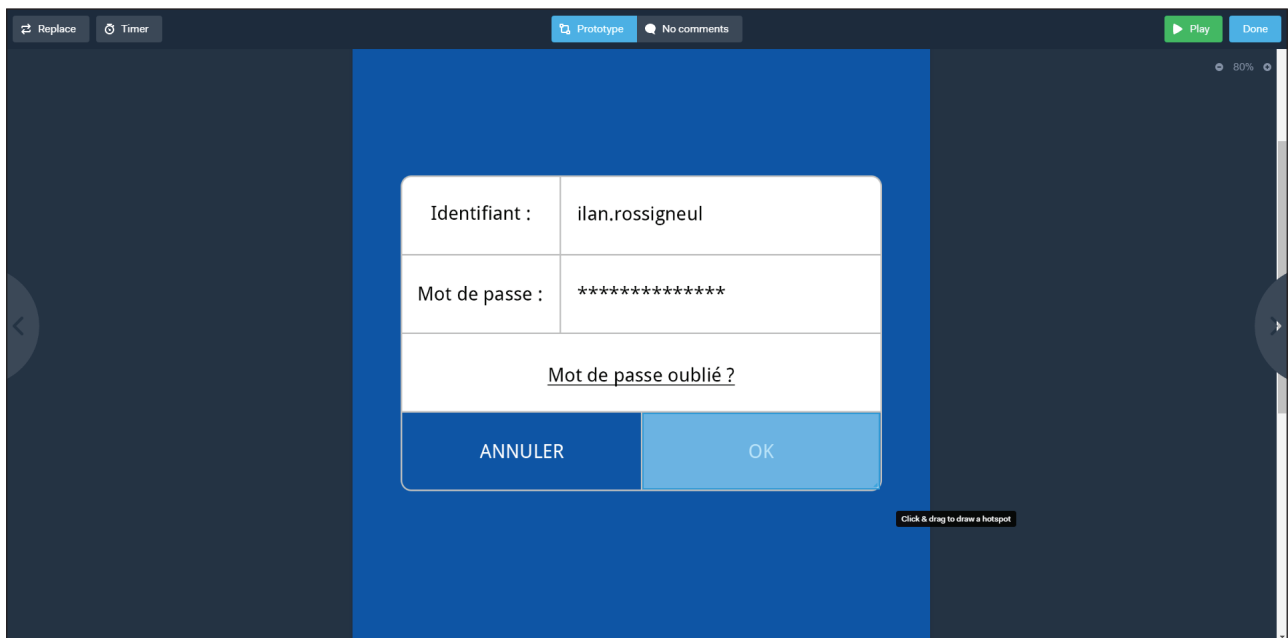 Replace Timer Prototype No comments Play Done
80%
Identifiant : ilan.rossigneul
Mot de passe : **************
Mot de passe oublié ?
ANNULER OK
Click & drag to draw a hotspot